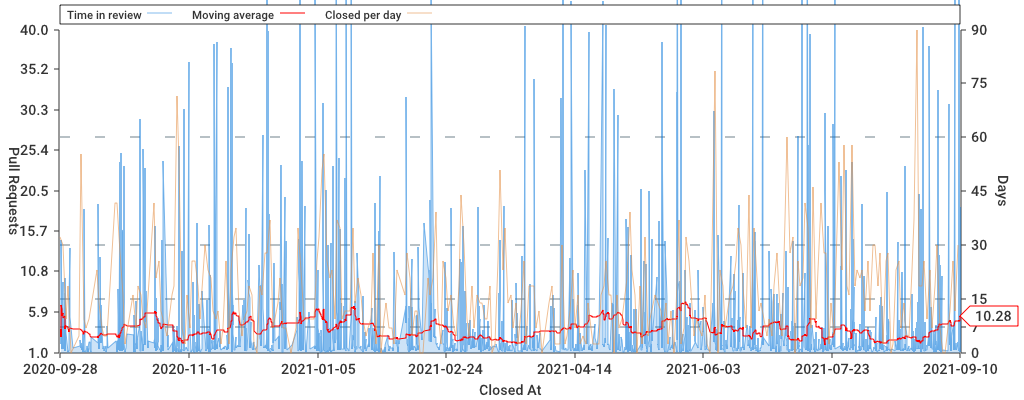 Time in review Moving average Closed per day
40.0 90
35.2 75
30.3 60
25.4 45
20.5 30
15.7 15
10.8 10.28
5.9 7
1.0 0
Pull Requests
Days
2020-09-28 2020-11-16 2021-01-05 2021-02-24 2021-04-14 2021-06-03 2021-07-23 2021-09-10
Closed At